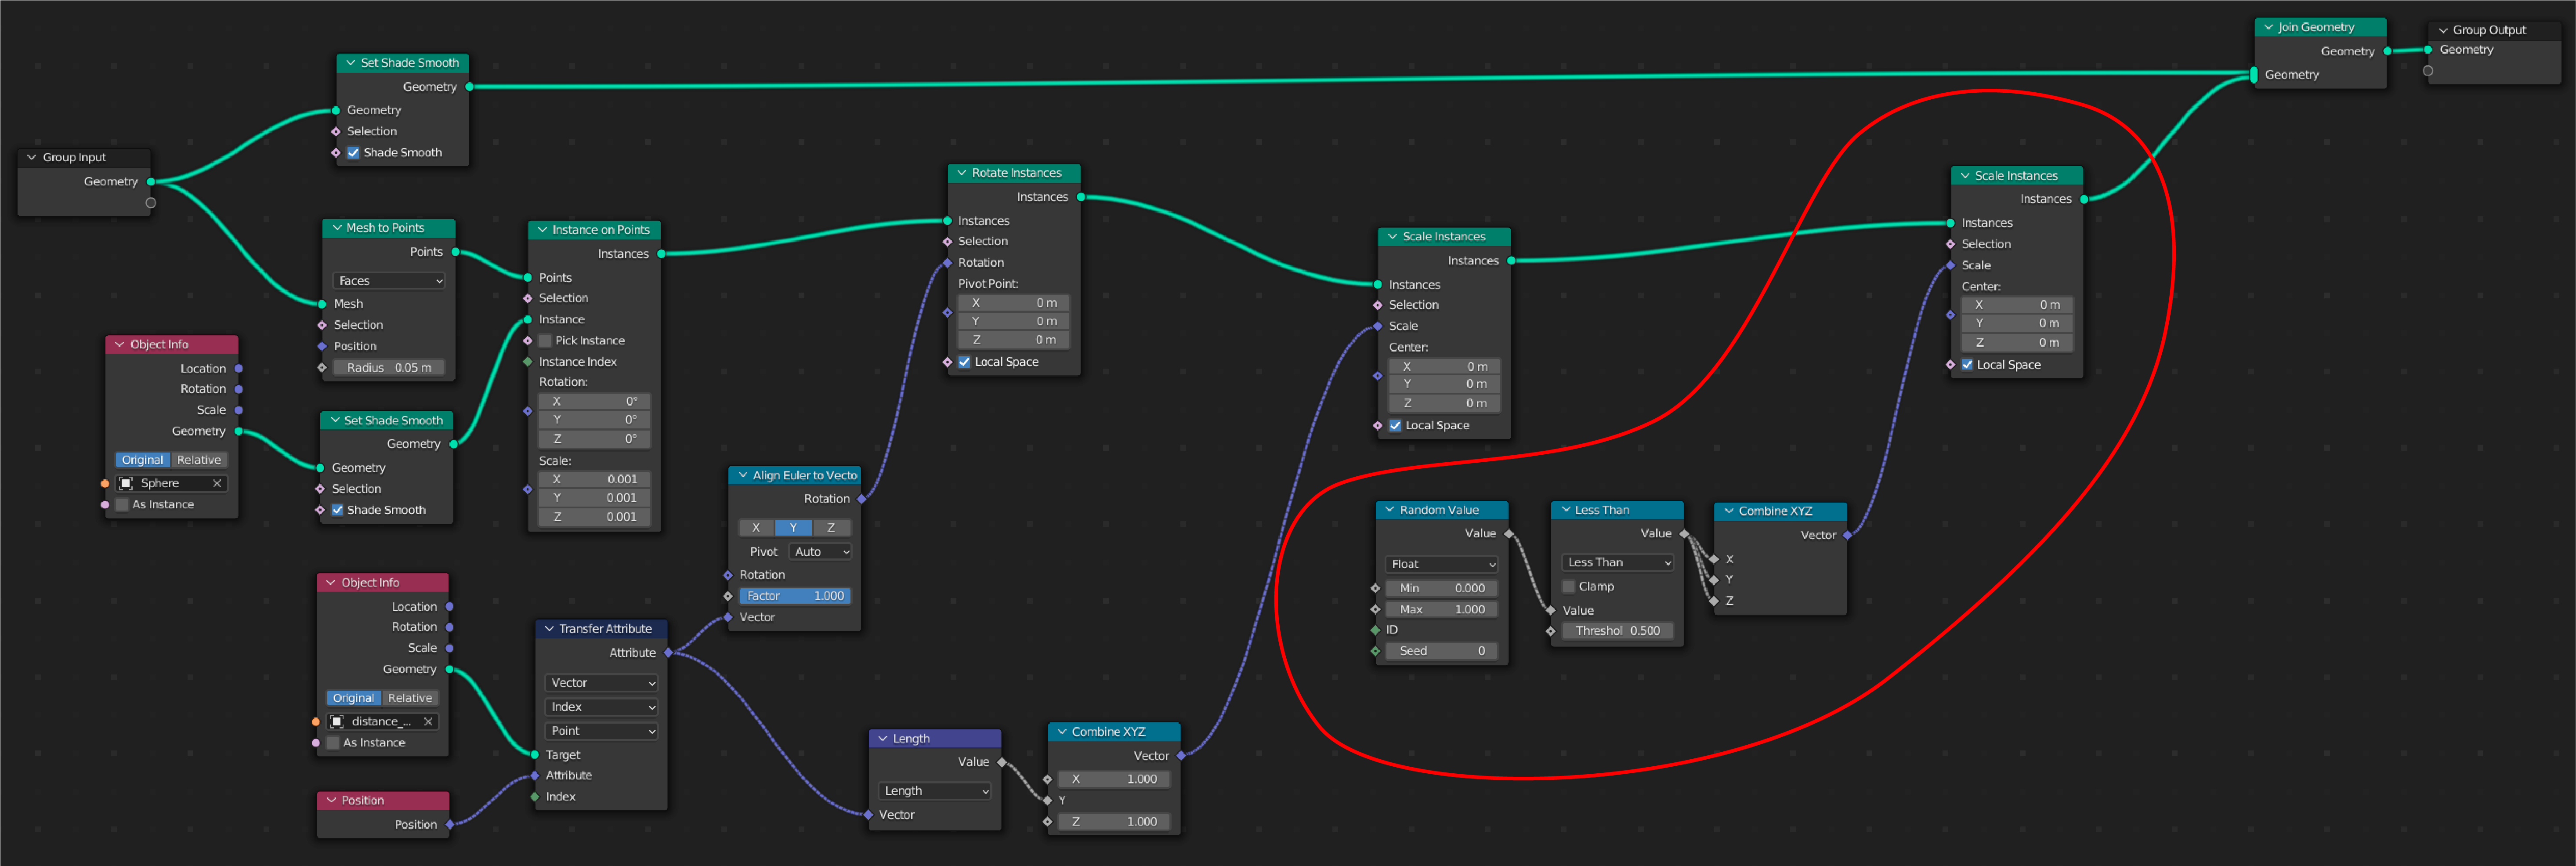 Group Input
Geometry
Set Shade Smooth
Geometry
Geometry
Selection
Shade Smooth
Mesh to Points
Points
Faces
Mesh
Selection
Position
Radius 0.05 m
Object Info
Location
Rotation
Scale
Geometry
Original Relative
Sphere
As Instance
Set Shade Smooth
Geometry
Geometry
Selection
Shade Smooth
Instance on Points
Instances
Points
Selection
Instance
Pick Instance
Instance Index
Rotation:
X 0°
Y 0°
Z 0°
Scale:
X 0.001
Y 0.001
Z 0.001
Object Info
Location
Rotation
Scale
Geometry
Original Relative
distance_...
As Instance
Position
Position
Transfer Attribute
Attribute
Vector
Index
Point
Target
Attribute
Index
Align Euler to Vecto
Rotation
X Y Z
Pivot Auto
Rotation
Factor 1.000
Vector
Length
Value
Length
Vector
Combine XYZ
Vector
X 1.000
Y
Z 1.000
Rotate Instances
Instances
Instances
Selection
Rotation
Pivot Point:
X 0 m
Y 0 m
Z 0 m
Local Space
Scale Instances
Instances
Instances
Selection
Scale
Center:
X 0 m
Y 0 m
Z 0 m
Local Space
Random Value
Value
Float
Min 0.000
Max 1.000
ID
Seed 0
Less Than
Value
Less Than
Clamp
Value
Threshol 0.500
Combine XYZ
Vector
X
Y
Z
Scale Instances
Instances
Instances
Selection
Scale
Center:
X 0 m
Y 0 m
Z 0 m
Local Space
Join Geometry
Geometry
Geometry
Group Output
Geometry